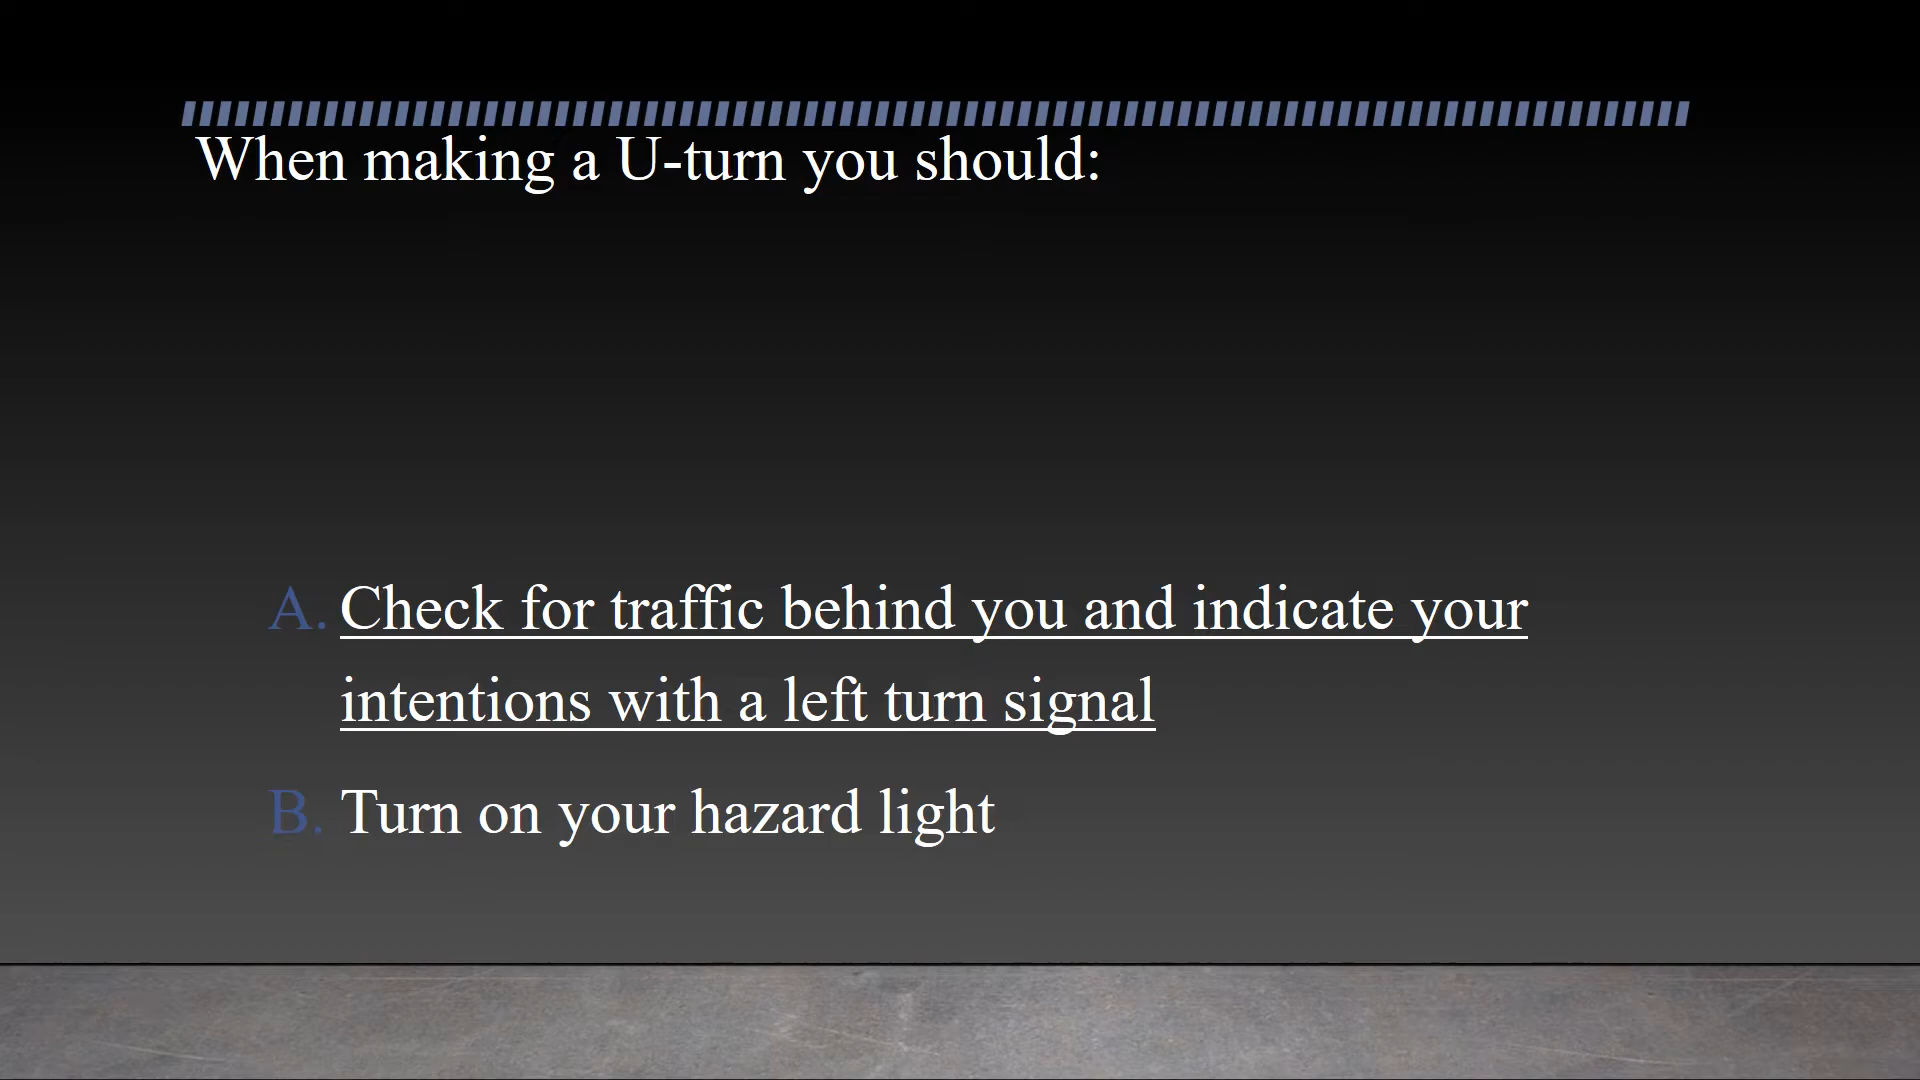 When making a U-turn you should:
A. Check for traffic behind you and indicate your
intentions with a left turn signal
B. Turn on your hazard light